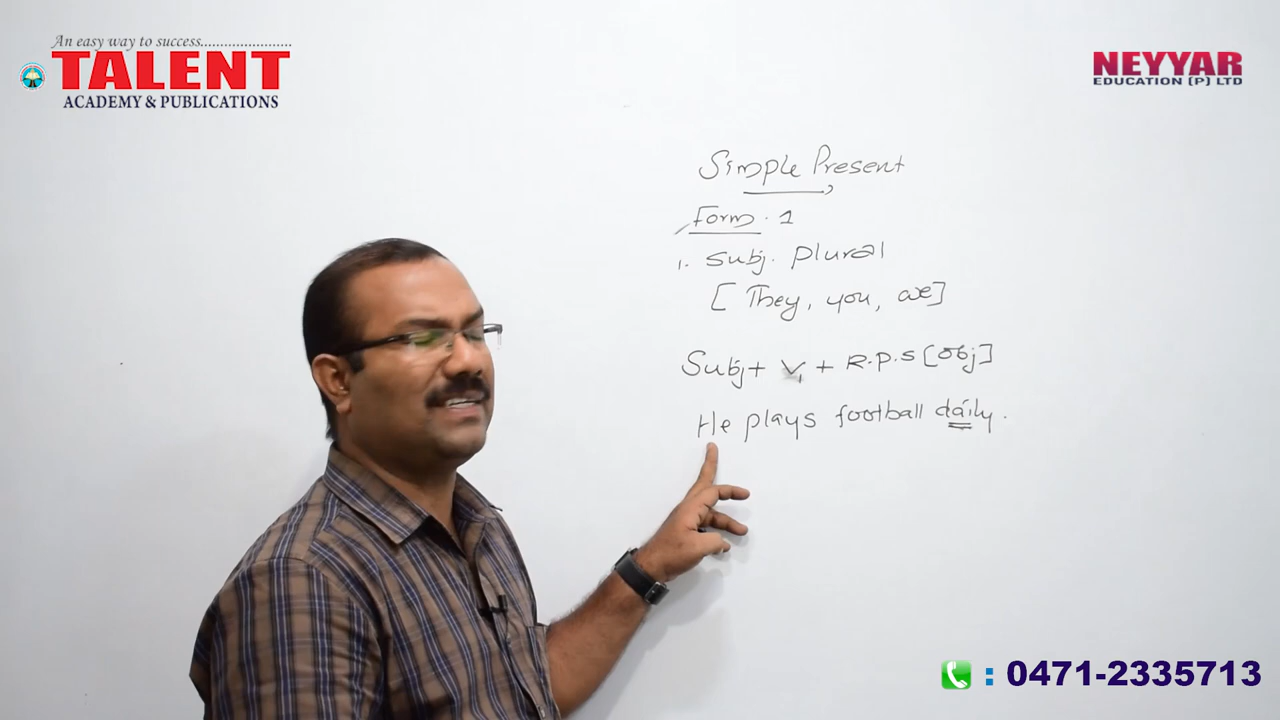 An easy way to success.......................
TALENT
ACADEMY & PUBLICATIONS
NEYYAR
EDUCATION (P) LTD
Simple Present
Form . 1
1. Subj. Plural
[They, you, we]
Subj + V1 + R.P.S [obj]
He plays football daily.
: 0471-2335713